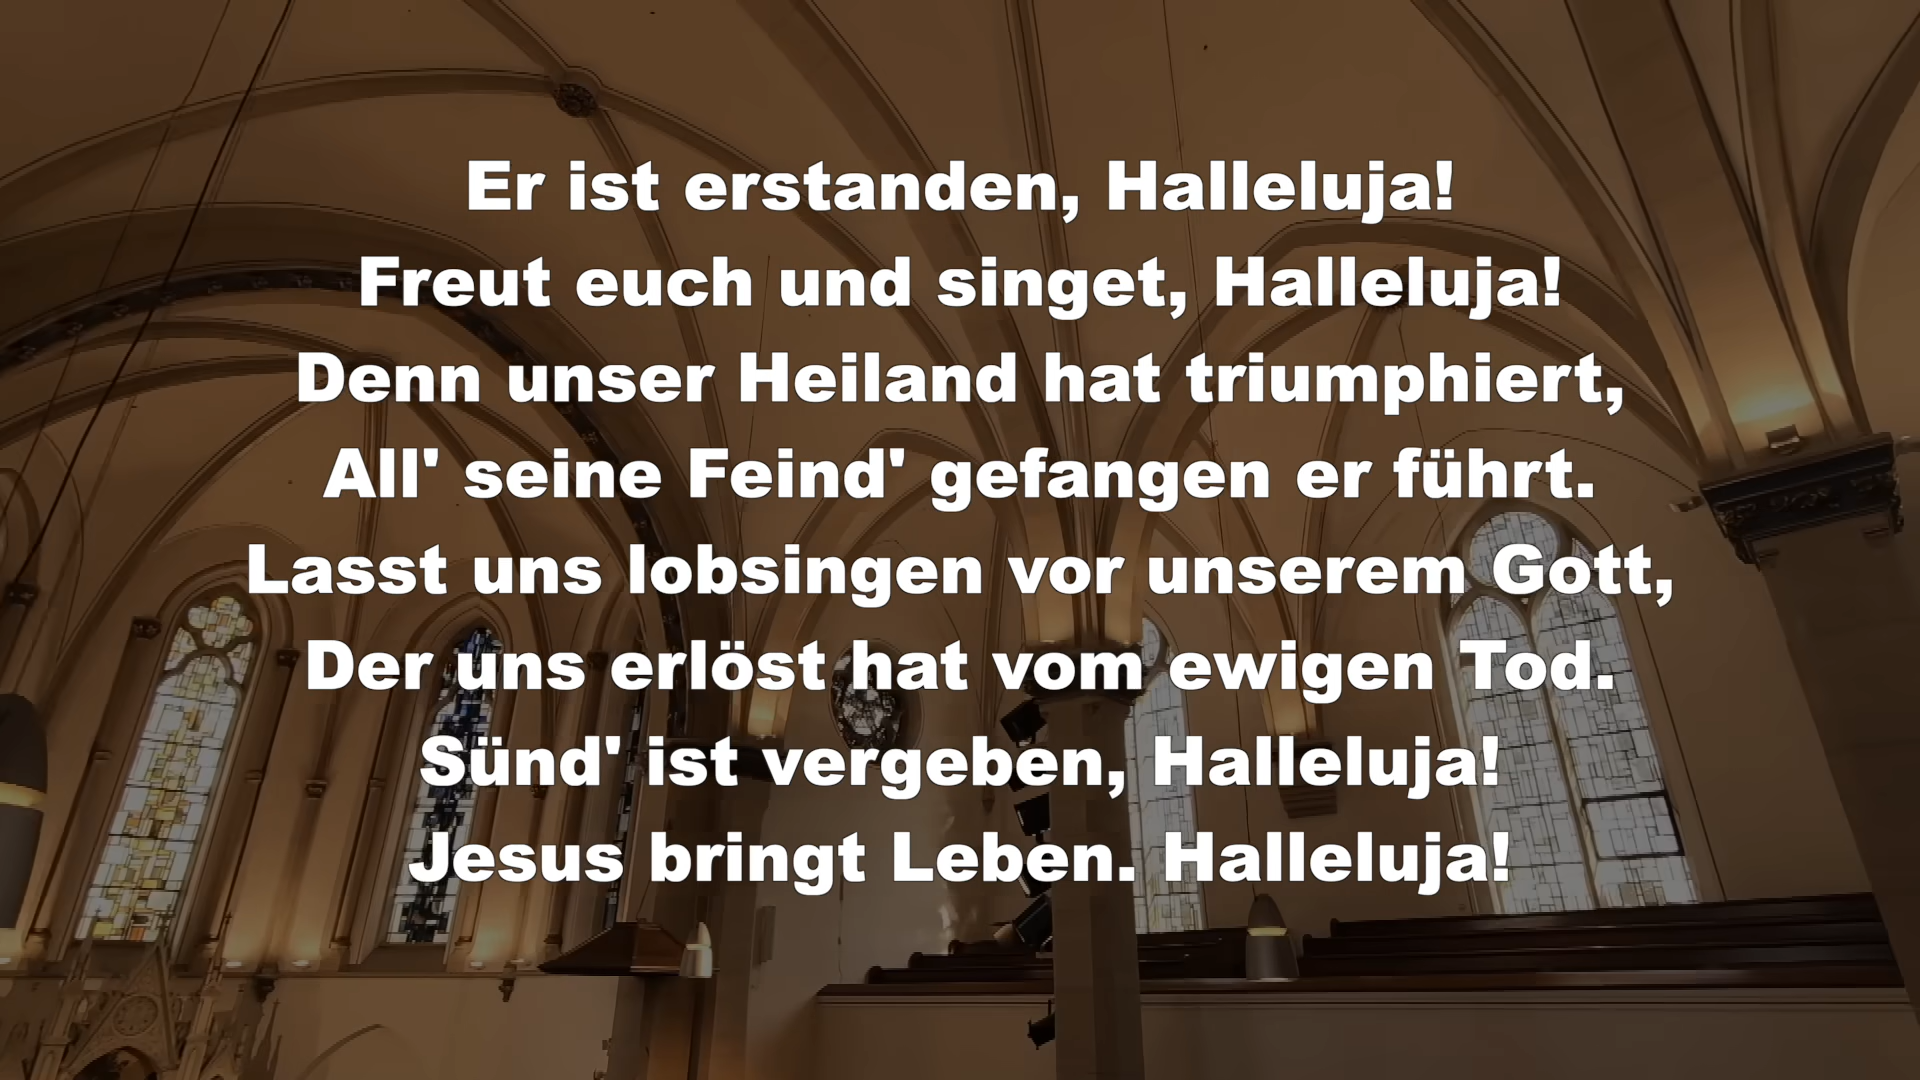 Er ist erstanden, Halleluja!
Freut euch und singet, Halleluja!
Denn unser Heiland hat triumphiert,
All' seine Feind' gefangen er führt.
Lasst uns lobsingen vor unserem Gott,
Der uns erlöst hat vom ewigen Tod.
Sünd' ist vergeben, Halleluja!
Jesus bringt Leben. Halleluja!